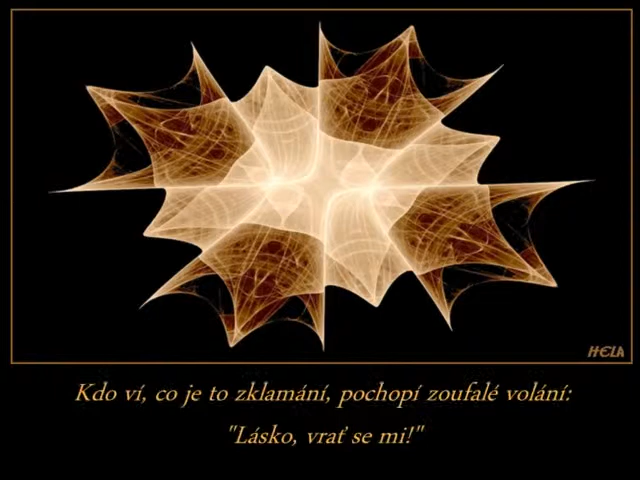 HELA
Kdo ví, co je to zklamání, pochopí zoufalé volání:
"Lásko, vrať se mi!"